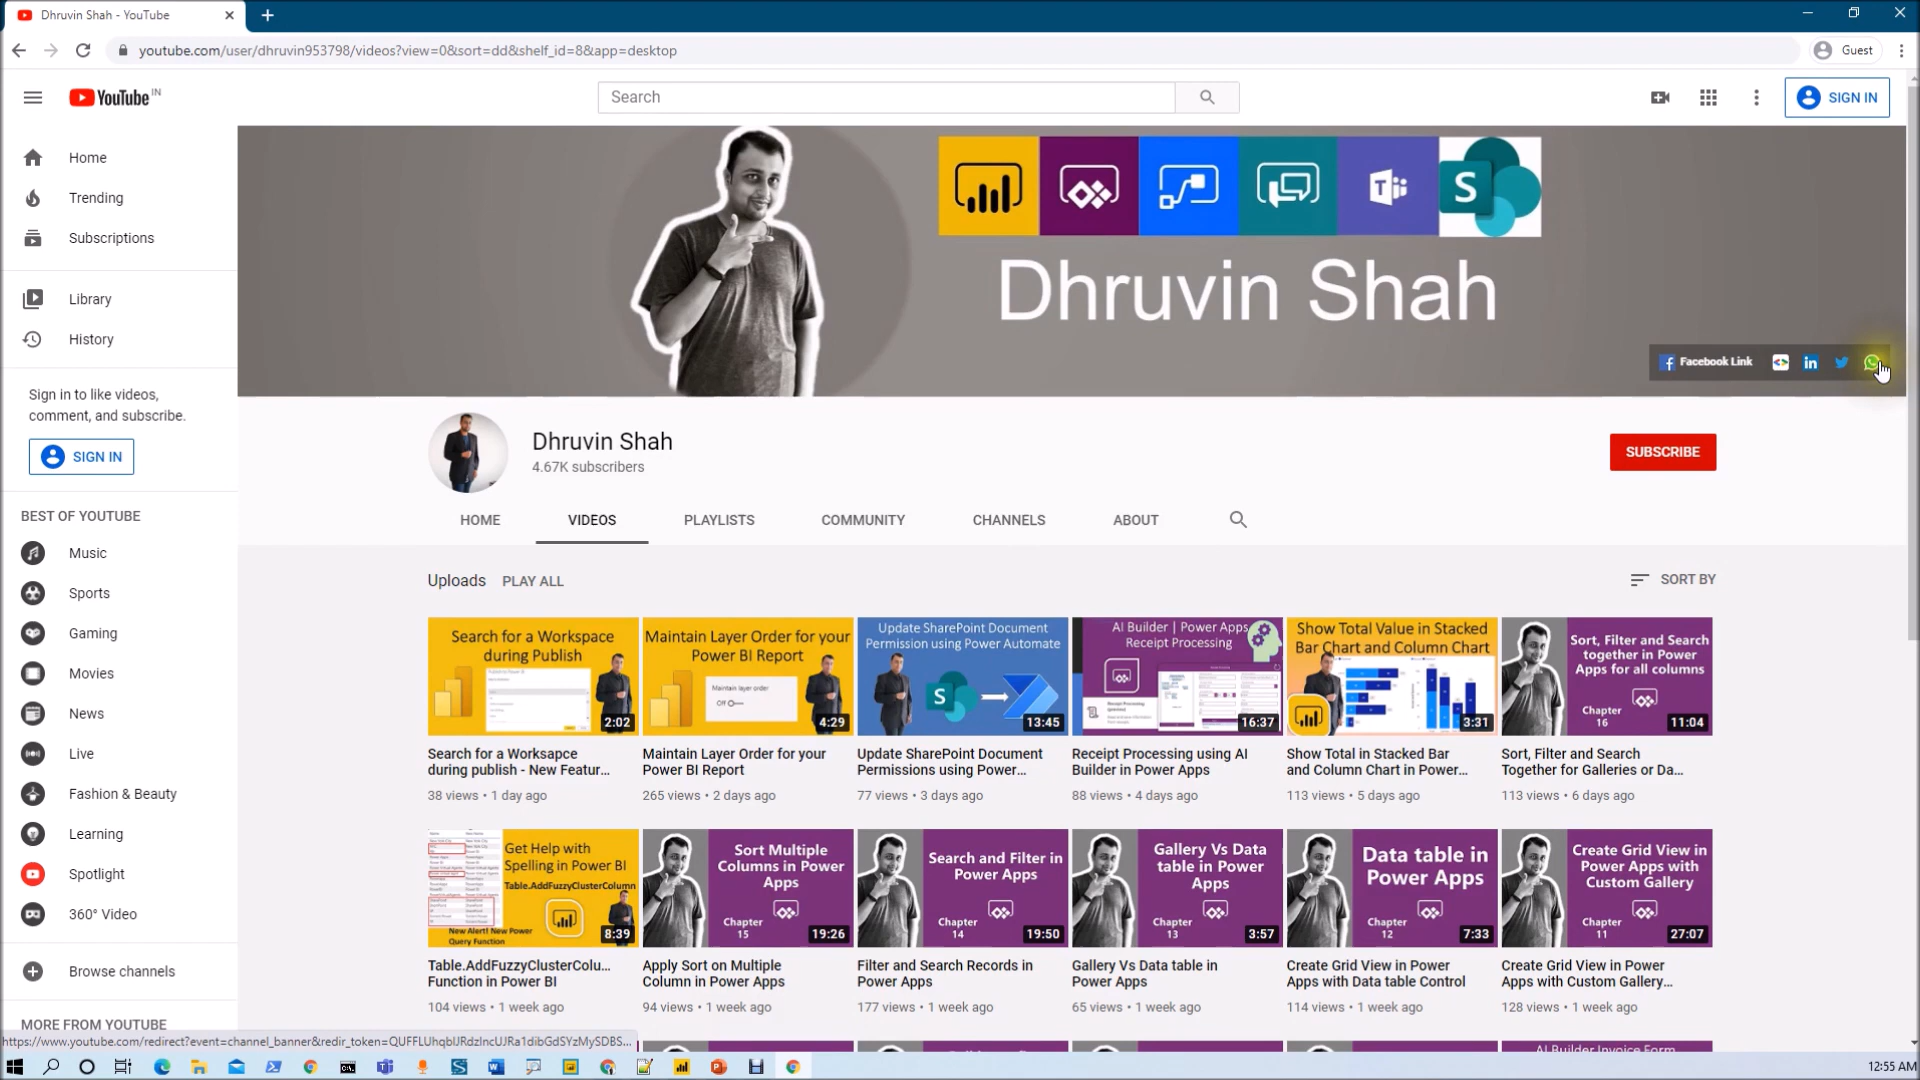 Dhruvin Shah - YouTube
youtube.com/user/dhruvin953798/videos?view=0&sort=dd&shelf_id=8&app=desktop
Guest
YouTube IN
Search
SIGN IN
Home
Trending
Subscriptions
Library
History
Sign in to like videos,
comment, and subscribe.
SIGN IN
BEST OF YOUTUBE
Music
Sports
Gaming
Movies
News
Live
Fashion & Beauty
Learning
Spotlight
360° Video
Browse channels
MORE FROM YOUTUBE
Dhruvin Shah
Facebook Link
Dhruvin Shah
4.67K subscribers
SUBSCRIBE
HOME VIDEOS PLAYLISTS COMMUNITY CHANNELS ABOUT
Uploads PLAY ALL
SORT BY
Search for a Workspace
during Publish
2:02
Search for a Worksapce
during publish - New Featur...
38 views • 1 day ago
Maintain Layer Order for your
Power BI Report
Maintain layer order
Off
4:29
Maintain Layer Order for your
Power BI Report
265 views • 2 days ago
Update SharePoint Document
Permission using Power Automate
13:45
Update SharePoint Document
Permissions using Power...
77 views • 3 days ago
AI Builder | Power Apps
Receipt Processing
16:37
Receipt Processing using AI
Builder in Power Apps
88 views • 4 days ago
Show Total Value in Stacked
Bar Chart and Column Chart
3:31
Show Total in Stacked Bar
and Column Chart in Power...
113 views • 5 days ago
Sort, Filter and Search
together in Power
Apps for all columns
Chapter
16
11:04
Sort, Filter and Search
Together for Galleries or Da...
113 views • 6 days ago
Get Help with
Spelling in Power BI
Table.AddFuzzyClusterColumn
New Alert! New Power
Query Function
8:39
Table.AddFuzzyClusterColu...
Function in Power BI
104 views • 1 week ago
Sort Multiple
Columns in Power
Apps
Chapter
15
19:26
Apply Sort on Multiple
Column in Power Apps
94 views • 1 week ago
Search and Filter in
Power Apps
Chapter
14
19:50
Filter and Search Records in
Power Apps
177 views • 1 week ago
Gallery Vs Data
table in Power
Apps
Chapter
13
3:57
Gallery Vs Data table in
Power Apps
65 views • 1 week ago
Data table in
Power Apps
Chapter
12
7:33
Create Grid View in Power
Apps with Data table Control
114 views • 1 week ago
Create Grid View in
Power Apps with
Custom Gallery
Chapter
11
27:07
Create Grid View in Power
Apps with Custom Gallery...
128 views • 1 week ago
AI Builder Invoice Form
12:55 AM